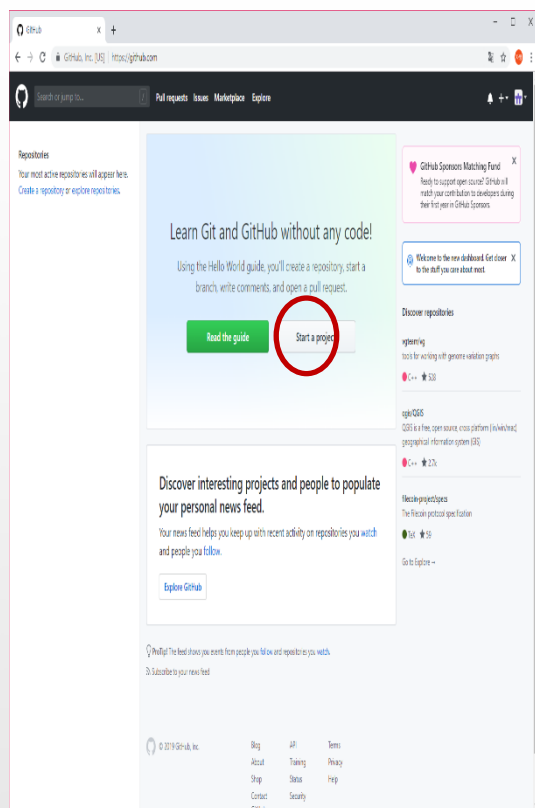 GitHub
GitHub, Inc. [US] | https://github.com
Search or jump to...
/
Pull requests Issues Marketplace Explore
Repositories
Your most active repositories will appear here.
Create a repository or explore repositories.
Learn Git and GitHub without any code!
Using the Hello World guide, you'll create a repository, start a
branch, write comments, and open a pull request.
Read the guide
Start a project
Discover interesting projects and people to populate
your personal news feed.
Your news feed helps you keep up with recent activity on repositories you watch
and people you follow.
Explore GitHub
ProTip! The feed shows you events from people you follow and repositories you watch.
Subscribe to your news feed
GitHub Sponsors Matching Fund
Ready to support open source? GitHub will
match your contribution to developers during
their first year in GitHub Sponsors.
Welcome to the new dashboard. Get closer
to the stuff you care about most.
Discover repositories
vgteam/vg
tools for working with genome variation graphs
C++ 508
qgis/QGIS
QGIS is a free, open source, cross platform (lin/win/mac)
geographical information system (GIS)
C++ 2.7k
filecoin-project/specs
The Filecoin protocol specification
TeX 59
Go to Explore →
© 2019 GitHub, Inc.
Blog
About
Shop
Contact
GitHub
API
Training
Status
Security
Terms
Privacy
Help